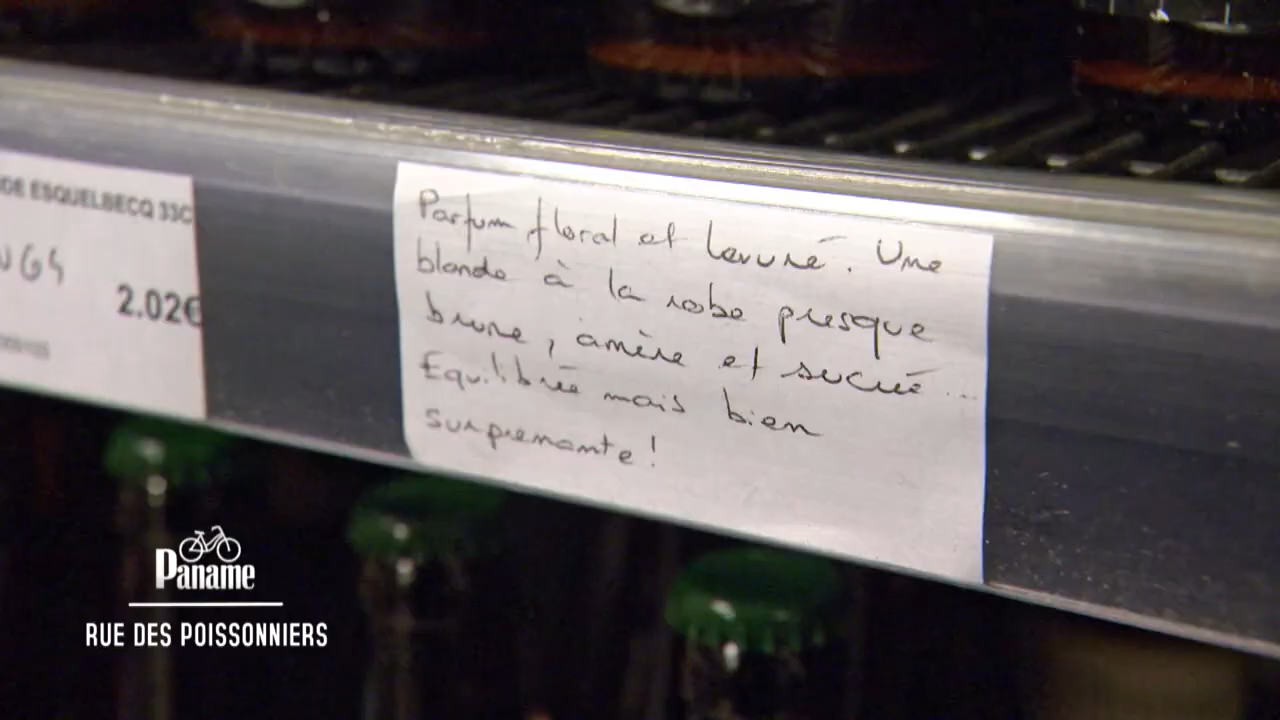 DE ESQUELBECQ 33C
2.02€
Parfum floral et levuré. Une
blonde à la robe presque
brune, amère et sucrée...
Equilibrée mais bien
surprenante!
Paname
RUE DES POISSONNIERS